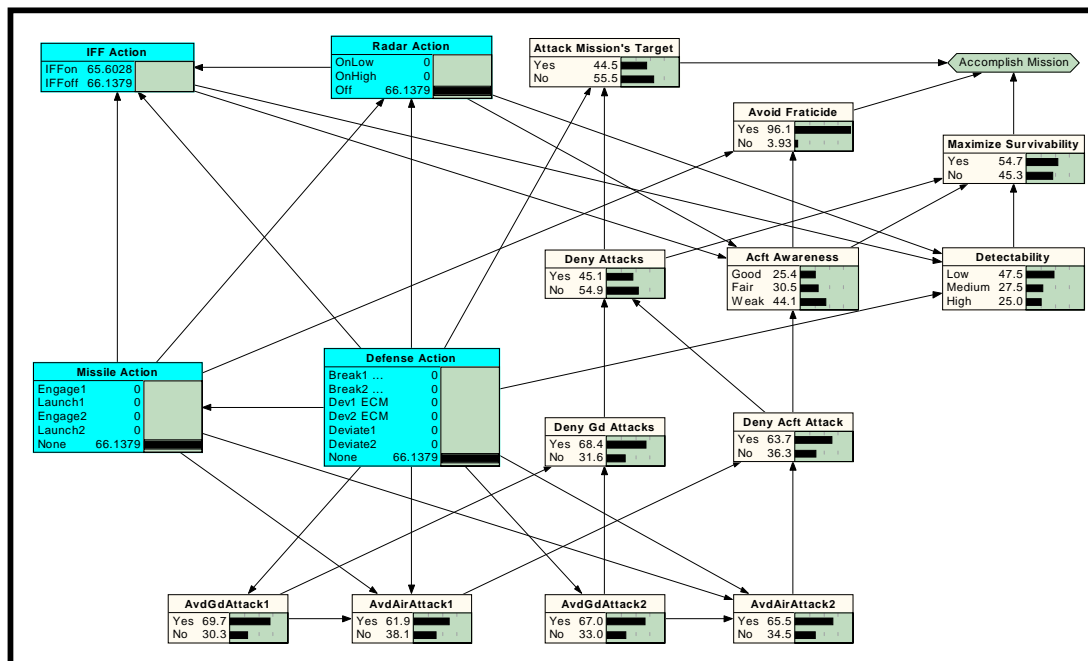 IFF Action
IFFon 65.6028
IFFoff 66.1379
Radar Action
OnLow 0
OnHigh 0
Off 66.1379
Attack Mission's Target
Yes 44.5
No 55.5
Accomplish Mission
Avoid Fraticide
Yes 96.1
No 3.93
Maximize Survivability
Yes 54.7
No 45.3
Deny Attacks
Yes 45.1
No 54.9
Acft Awareness
Good 25.4
Fair 30.5
Weak 44.1
Detectability
Low 47.5
Medium 27.5
High 25.0
Missile Action
Engage1 0
Launch1 0
Engage2 0
Launch2 0
None 66.1379
Defense Action
Break1 ... 0
Break2 ... 0
Dev1 ECM 0
Dev2 ECM 0
Deviate1 0
Deviate2 0
None 66.1379
Deny Gd Attacks
Yes 68.4
No 31.6
Deny Acft Attack
Yes 63.7
No 36.3
AvdGdAttack1
Yes 69.7
No 30.3
AvdAirAttack1
Yes 61.9
No 38.1
AvdGdAttack2
Yes 67.0
No 33.0
AvdAirAttack2
Yes 65.5
No 34.5